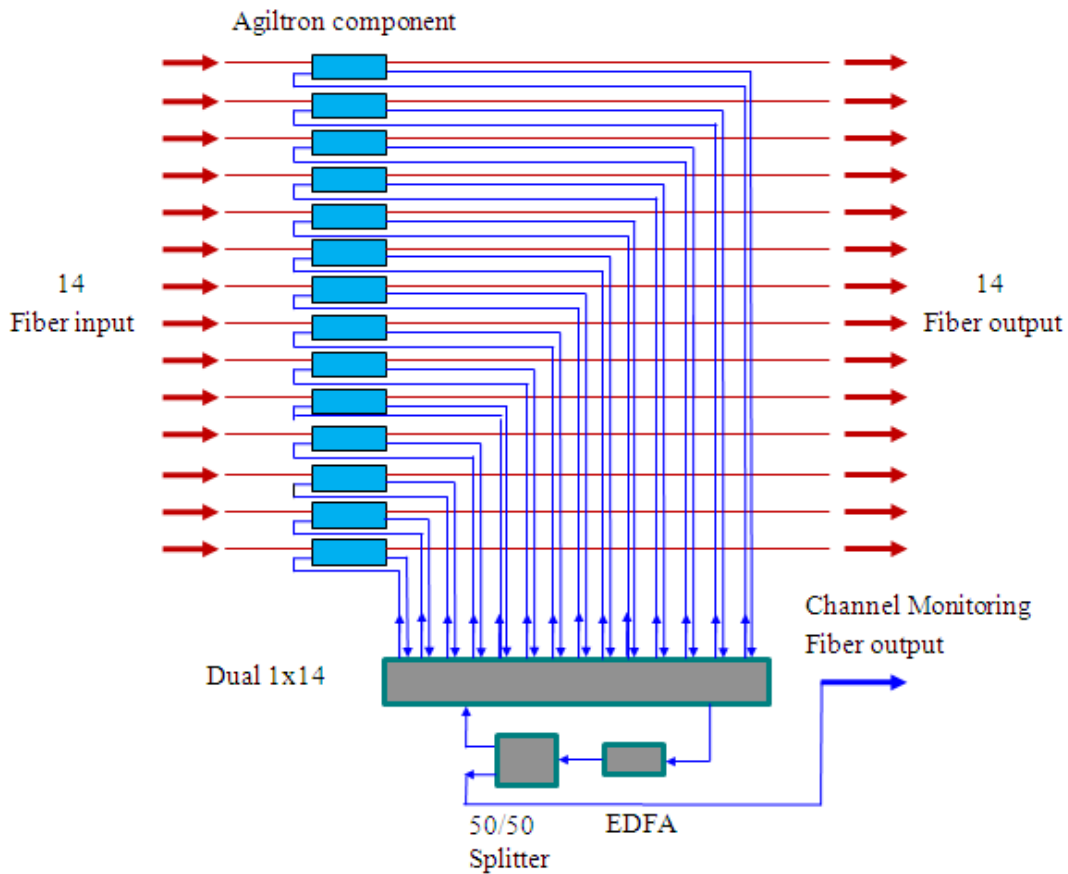 Agiltron component
14
Fiber input
14
Fiber output
Channel Monitoring
Fiber output
Dual 1x14
50/50
Splitter
EDFA